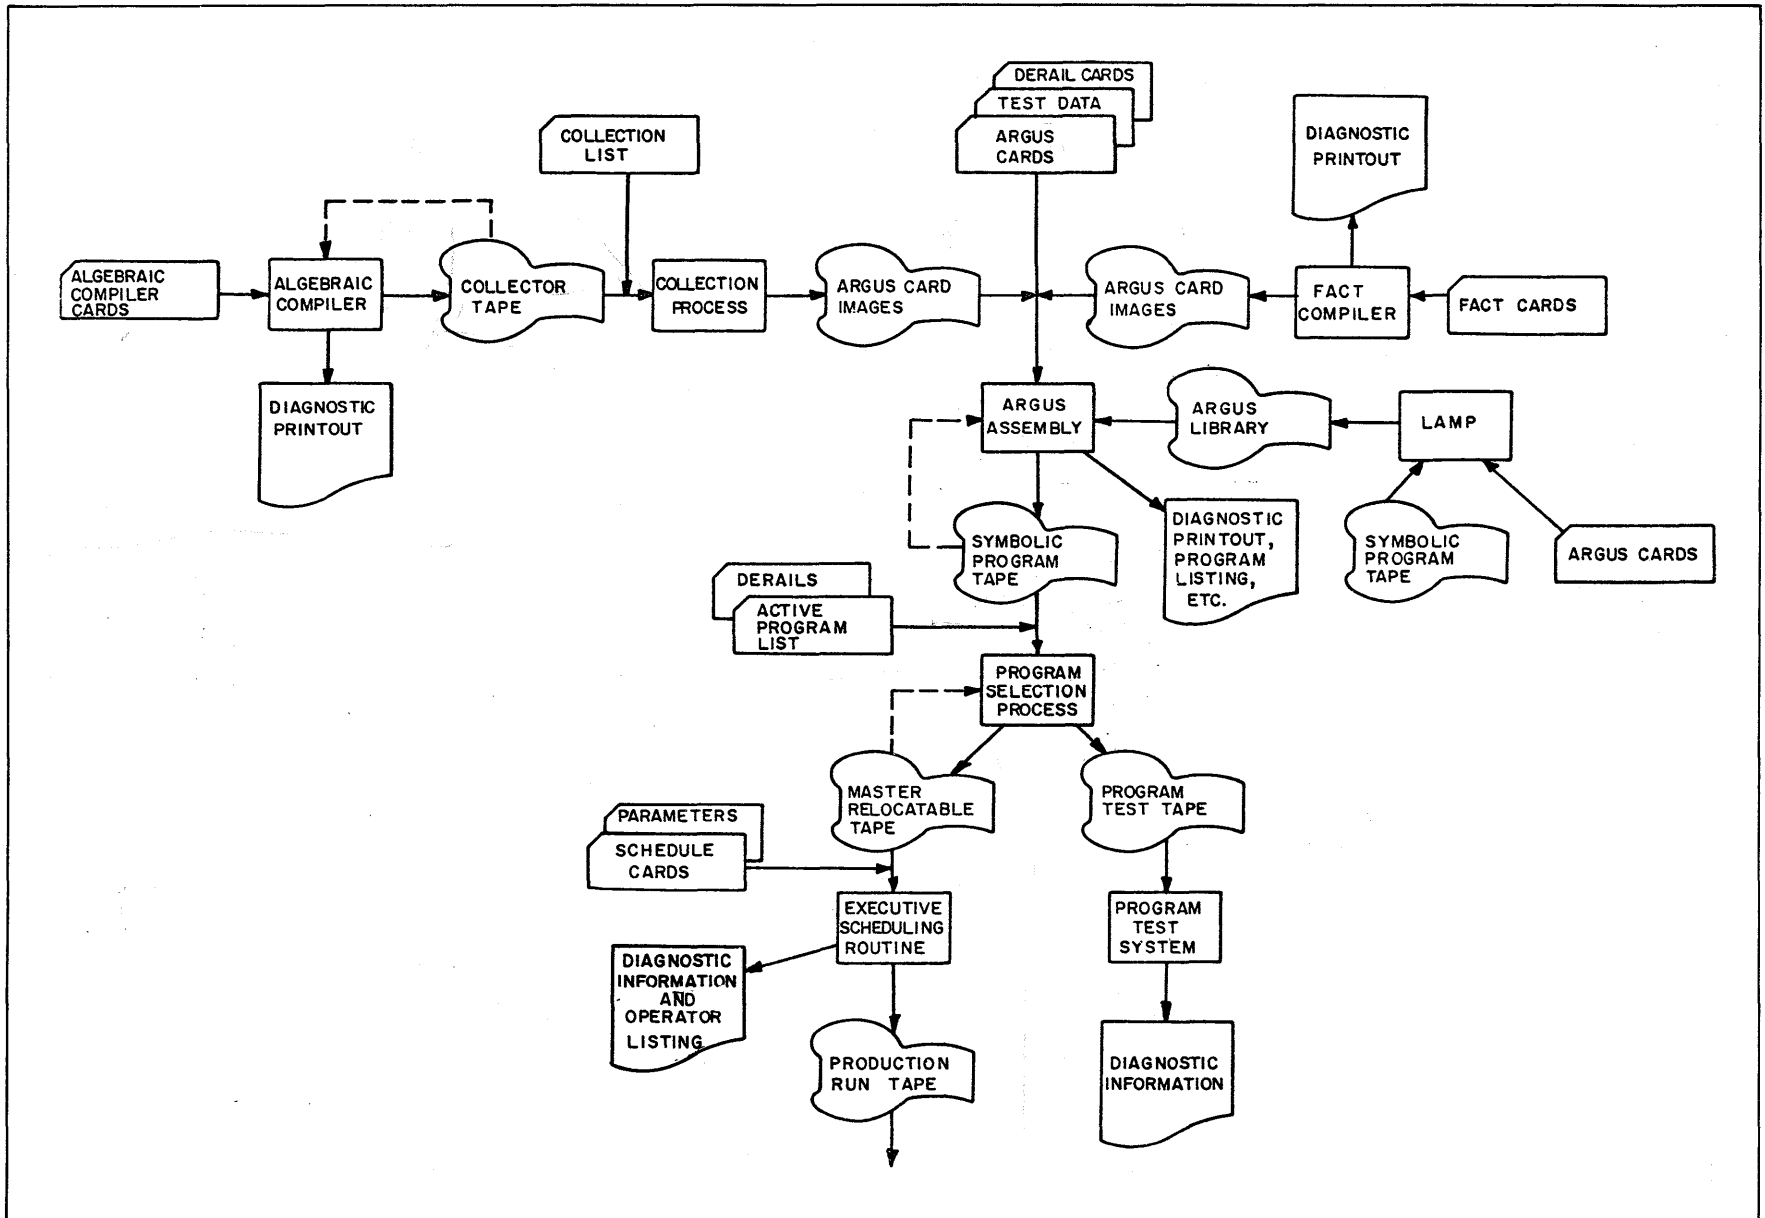 DERAIL CARDS
TEST DATA
ARGUS
CARDS
COLLECTION
LIST
DIAGNOSTIC
PRINTOUT
ALGEBRAIC
COMPILER
CARDS
ALGEBRAIC
COMPILER
COLLECTOR
TAPE
COLLECTION
PROCESS
ARGUS CARD
IMAGES
ARGUS CARD
IMAGES
FACT
COMPILER
FACT CARDS
DIAGNOSTIC
PRINTOUT
ARGUS
ASSEMBLY
ARGUS
LIBRARY
LAMP
SYMBOLIC
PROGRAM
TAPE
DIAGNOSTIC
PRINTOUT,
PROGRAM
LISTING,
ETC.
SYMBOLIC
PROGRAM
TAPE
ARGUS CARDS
DERAILS
ACTIVE
PROGRAM
LIST
PROGRAM
SELECTION
PROCESS
MASTER
RELOCATABLE
TAPE
PROGRAM
TEST TAPE
PARAMETERS
SCHEDULE
CARDS
EXECUTIVE
SCHEDULING
ROUTINE
PROGRAM
TEST
SYSTEM
DIAGNOSTIC
INFORMATION
AND
OPERATOR
LISTING
PRODUCTION
RUN TAPE
DIAGNOSTIC
INFORMATION